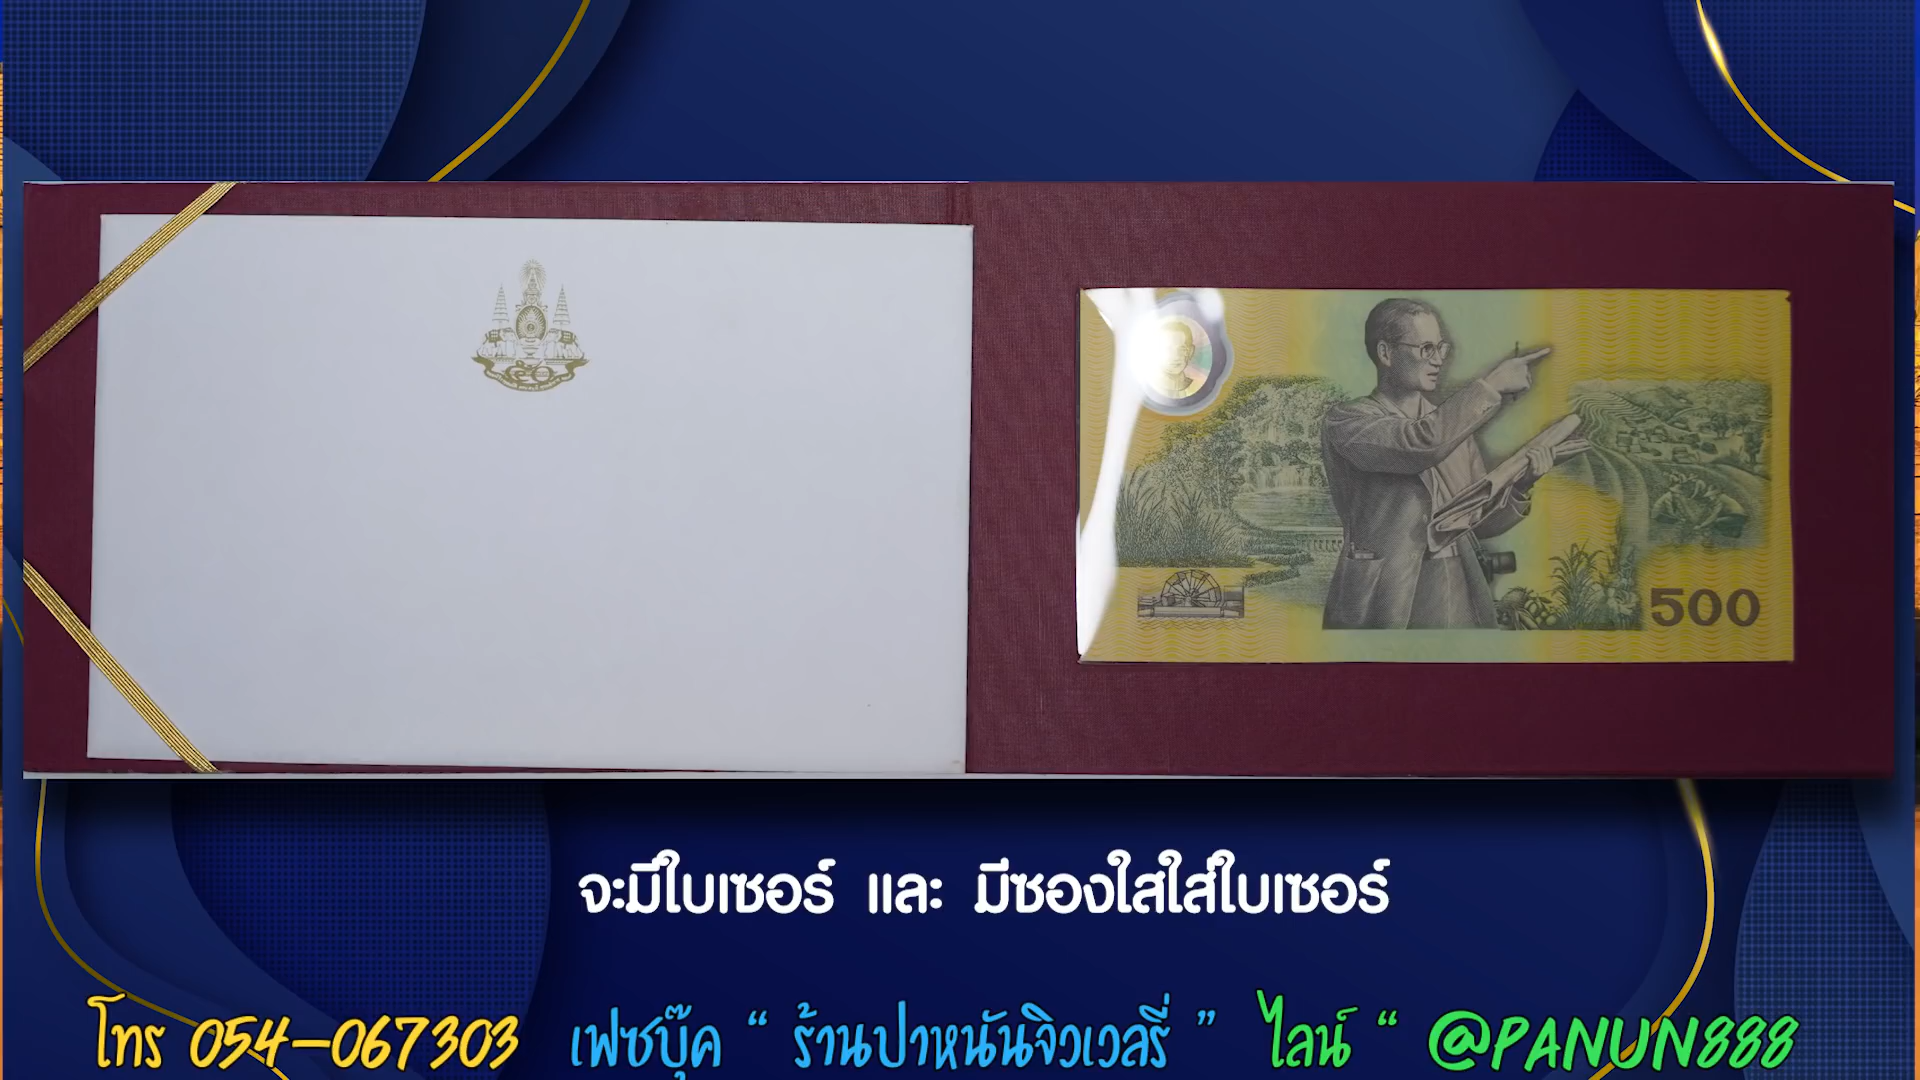 500
จะมีใบเซอร์ และ มีซองใสใส่ใบเซอร์
โทร 054-067303 เฟซบุ๊ค “ ร้านปาหนันจิวเวลรี่ ” ไลน์ “ @PANUN888